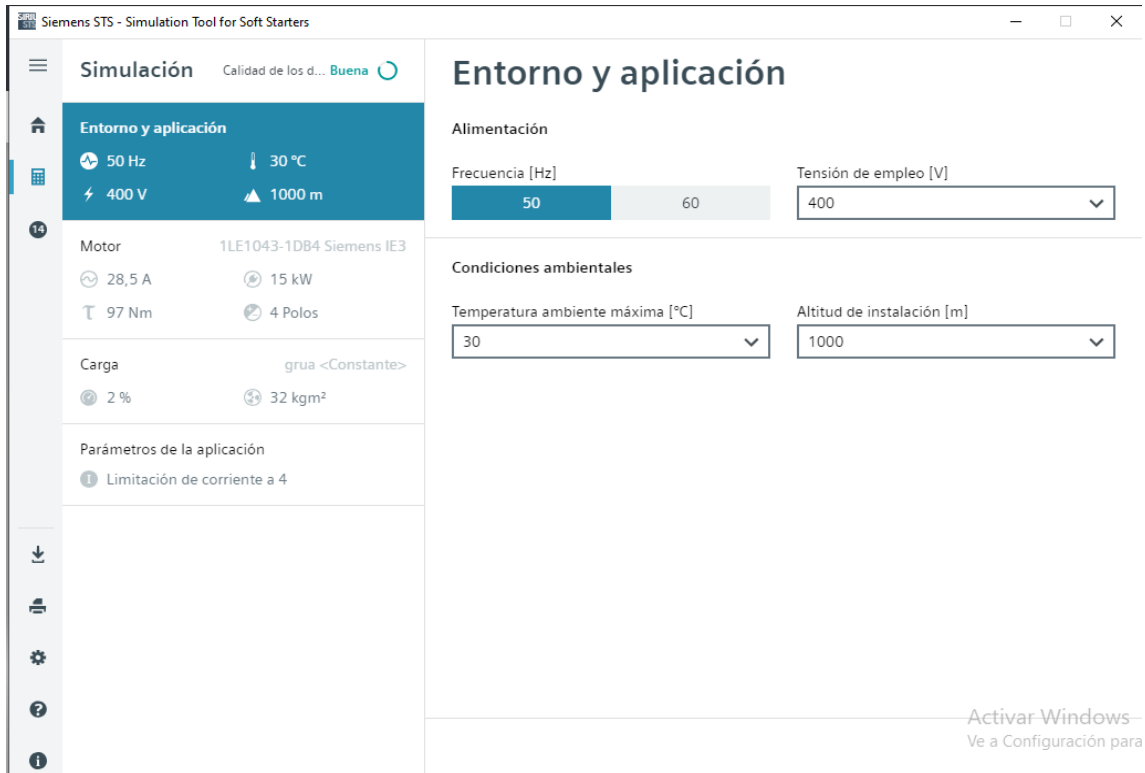 Siemens STS - Simulation Tool for Soft Starters
Simulación Calidad de los d... Buena
Entorno y aplicación
50 Hz 30 °C
400 V 1000 m
14
Motor 1LE1043-1DB4 Siemens IE3
28,5 A 15 kW
97 Nm 4 Polos
Carga grua <Constante>
2 % 32 kgm²
Parámetros de la aplicación
Limitación de corriente a 4
Entorno y aplicación
Alimentación
Frecuencia [Hz] Tensión de empleo [V]
50 60 400
Condiciones ambientales
Temperatura ambiente máxima [°C] Altitud de instalación [m]
30 1000
Activar Windows
Ve a Configuración para